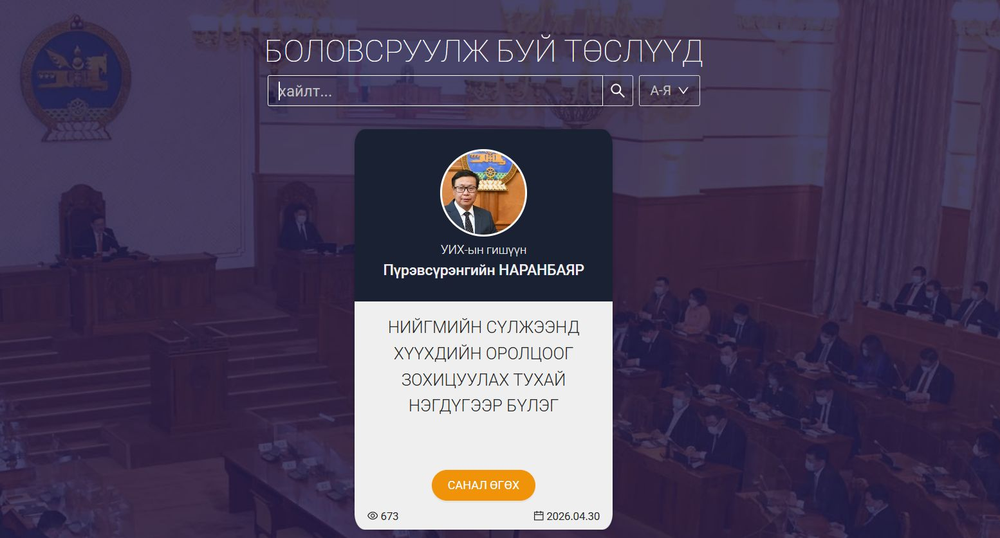 БОЛОВСРУУЛЖ БУЙ ТӨСЛҮҮД
хайлт...
А-Я
УИХ-ын гишүүн
Пүрэвсүрэнгийн НАРАНБАЯР
НИЙГМИЙН СҮЛЖЭЭНД
ХҮҮХДИЙН ОРОЛЦООГ
ЗОХИЦУУЛАХ ТУХАЙ
НЭГДҮГЭЭР БҮЛЭГ
САНАЛ ӨГӨХ
673
2026.04.30